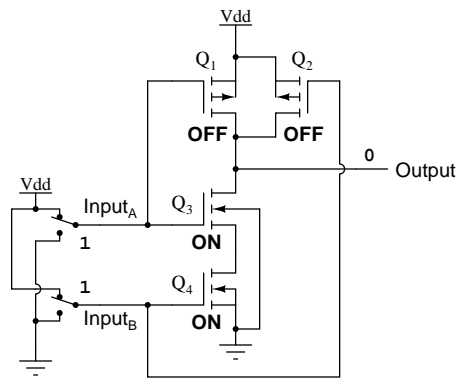 Vdd
Q1
Q2
OFF
OFF
0
Output
Vdd
InputA
Q3
1
ON
1
Q4
InputB
ON